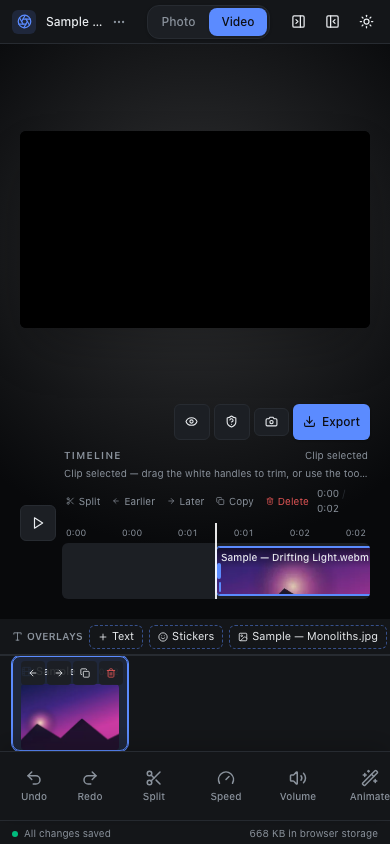 Sample ...
Photo
Video
Export
TIMELINE
Clip selected
Clip selected — drag the white handles to trim, or use the too...
Split
Earlier
Later
Copy
Delete
0:00 /
0:02
0:00 0:00 0:01 0:01 0:02 0:02
Sample — Drifting Light.webm
OVERLAYS
Text
Stickers
Sample — Monoliths.jpg
Undo
Redo
Split
Speed
Volume
Animate
All changes saved
668 KB in browser storage